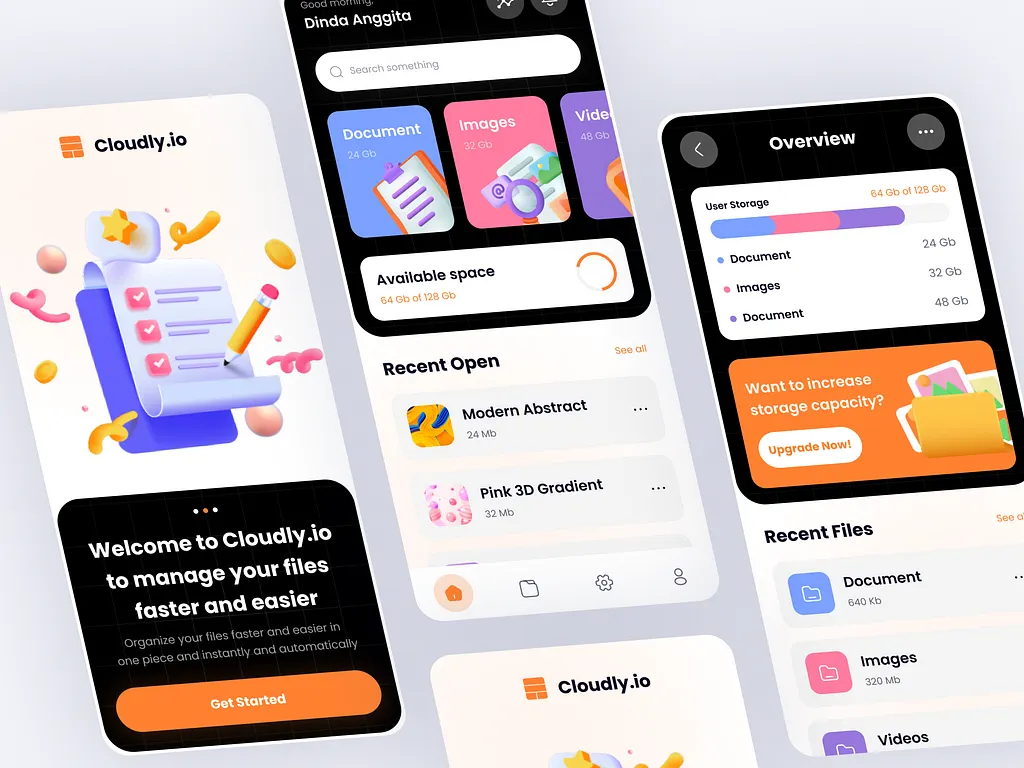 Cloudly.io
Welcome to Cloudly.io
to manage your files
faster and easier
Organize your files faster and easier in
one piece and instantly and automatically
Get Started
Good morning,
Dinda Anggita
Search something
Document
24 Gb
Images
32 Gb
Vide
48 Gb
Available space
64 Gb of 128 Gb
Recent Open
See all
Modern Abstract
24 Mb
Pink 3D Gradient
32 Mb
Cloudly.io
Overview
User Storage
64 Gb of 128 Gb
Document
24 Gb
Images
32 Gb
Document
48 Gb
Want to increase
storage capacity?
Upgrade Now!
Recent Files
See al
Document
640 Kb
Images
320 Mb
Videos